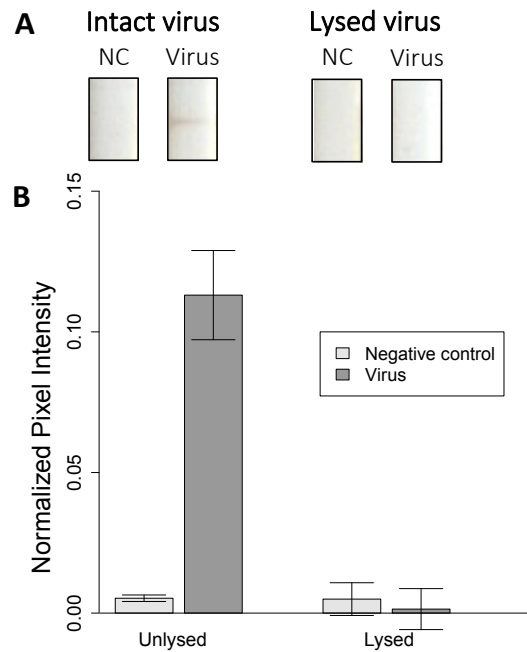 A
Intact virus
Lysed virus
NC Virus
NC Virus
B
Normalized Pixel Intensity
0.15
0.10
0.05
0.00
Negative control
Virus
Unlysed
Lysed